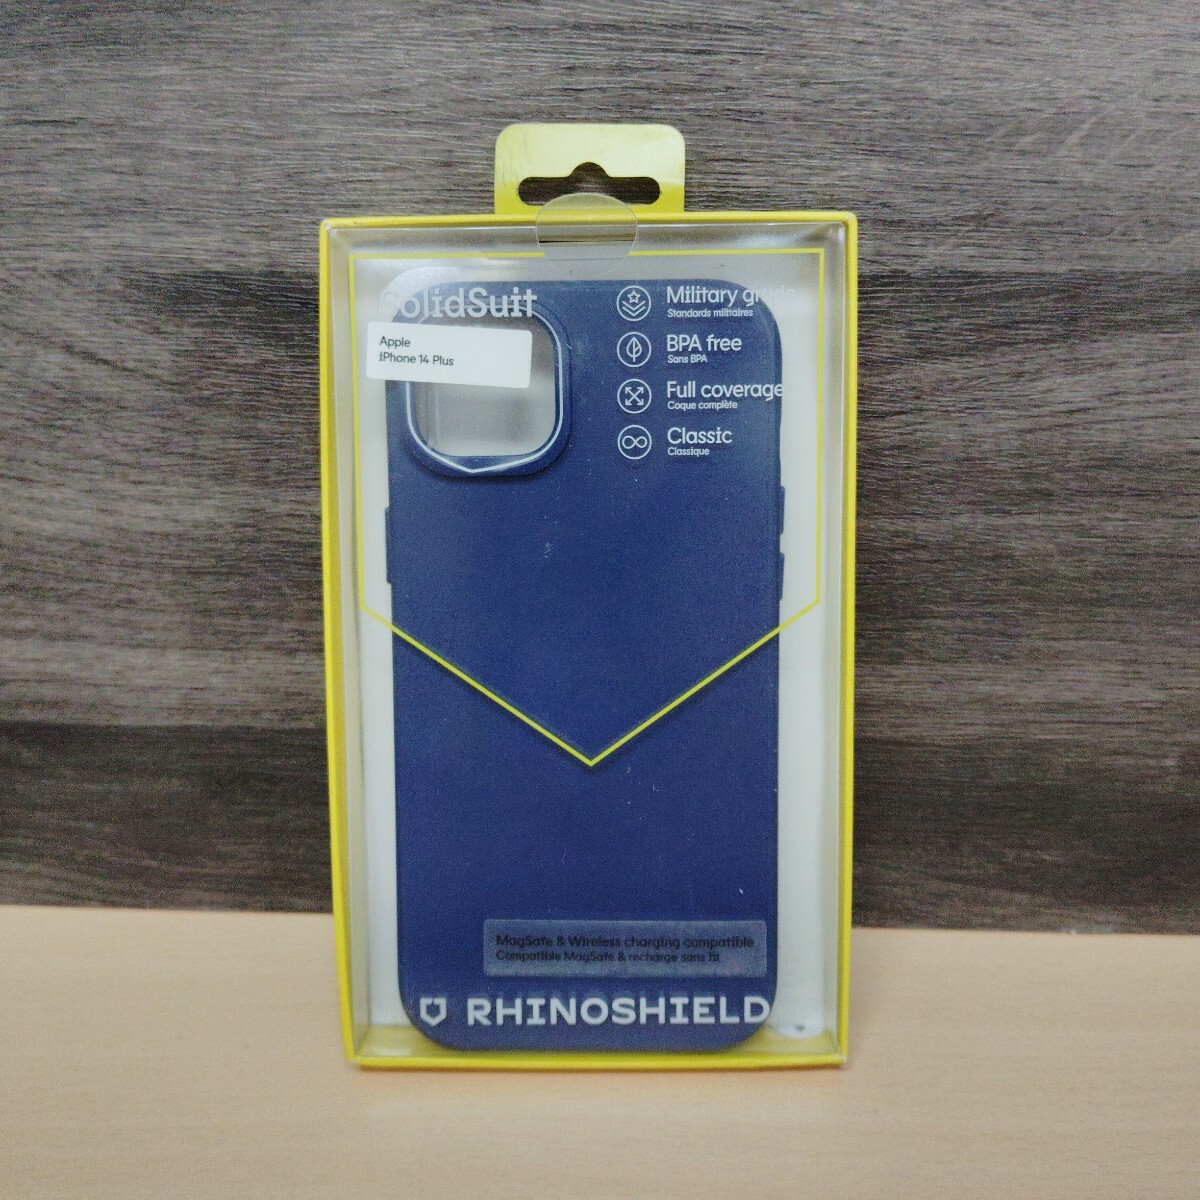 SolidSuit
Apple
iPhone 14 Plus
Military grade
Standards militaires
BPA free
Sans BPA
Full coverage
Coque complète
Classic
Classique
MagSafe & Wireless charging compatible
Compatible MagSafe & recharge sans fil
RHINOSHIELD